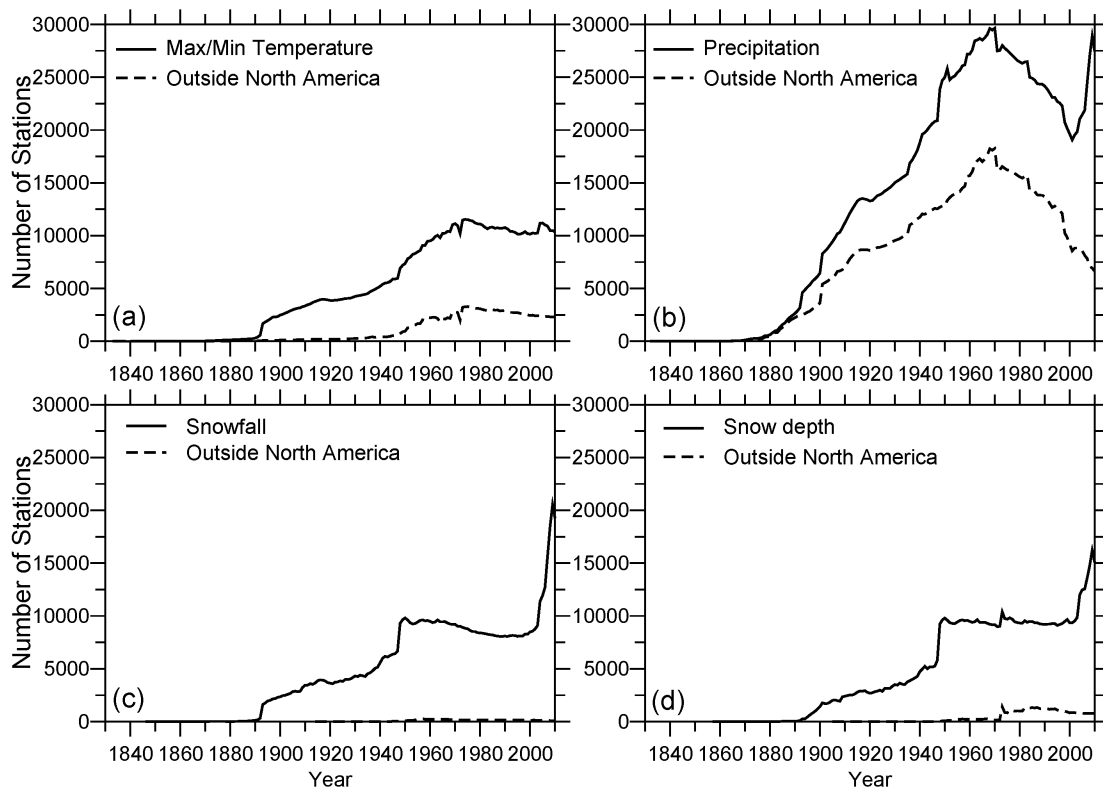 30000 Max/Min Temperature
25000 Outside North America
20000
15000
10000
5000
0
Number of Stations
(a)
1840 1860 1880 1900 1920 1940 1960 1980 2000
30000 Precipitation
25000 Outside North America
20000
15000
10000
5000
0
(b)
1840 1860 1880 1900 1920 1940 1960 1980 2000
30000 Snowfall
25000 Outside North America
20000
15000
10000
5000
0
Number of Stations
(c)
1840 1860 1880 1900 1920 1940 1960 1980 2000
Year
30000 Snow depth
25000 Outside North America
20000
15000
10000
5000
0
(d)
1840 1860 1880 1900 1920 1940 1960 1980 2000
Year